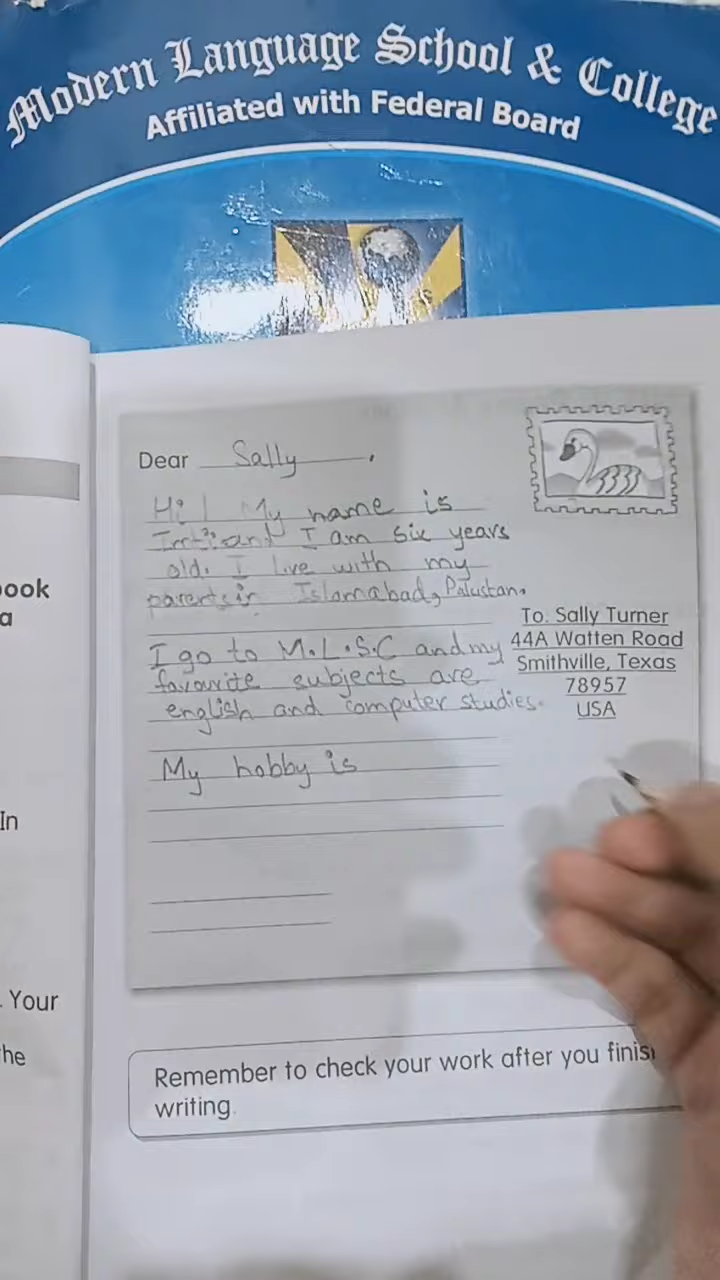 Modern Language School & College
Affiliated with Federal Board
Dear Sally.
Hi! My name is
and I am six years
old. I live with my
parents in Islamabad, Pakistan.
I go to M.L.S.C and my
favourite subjects are
english and computer studies.
My hobby is
To: Sally Turner
44A Watten Road
Smithville, Texas
78957
USA
ook
a
In
. Your
he
Remember to check your work after you finis
writing.